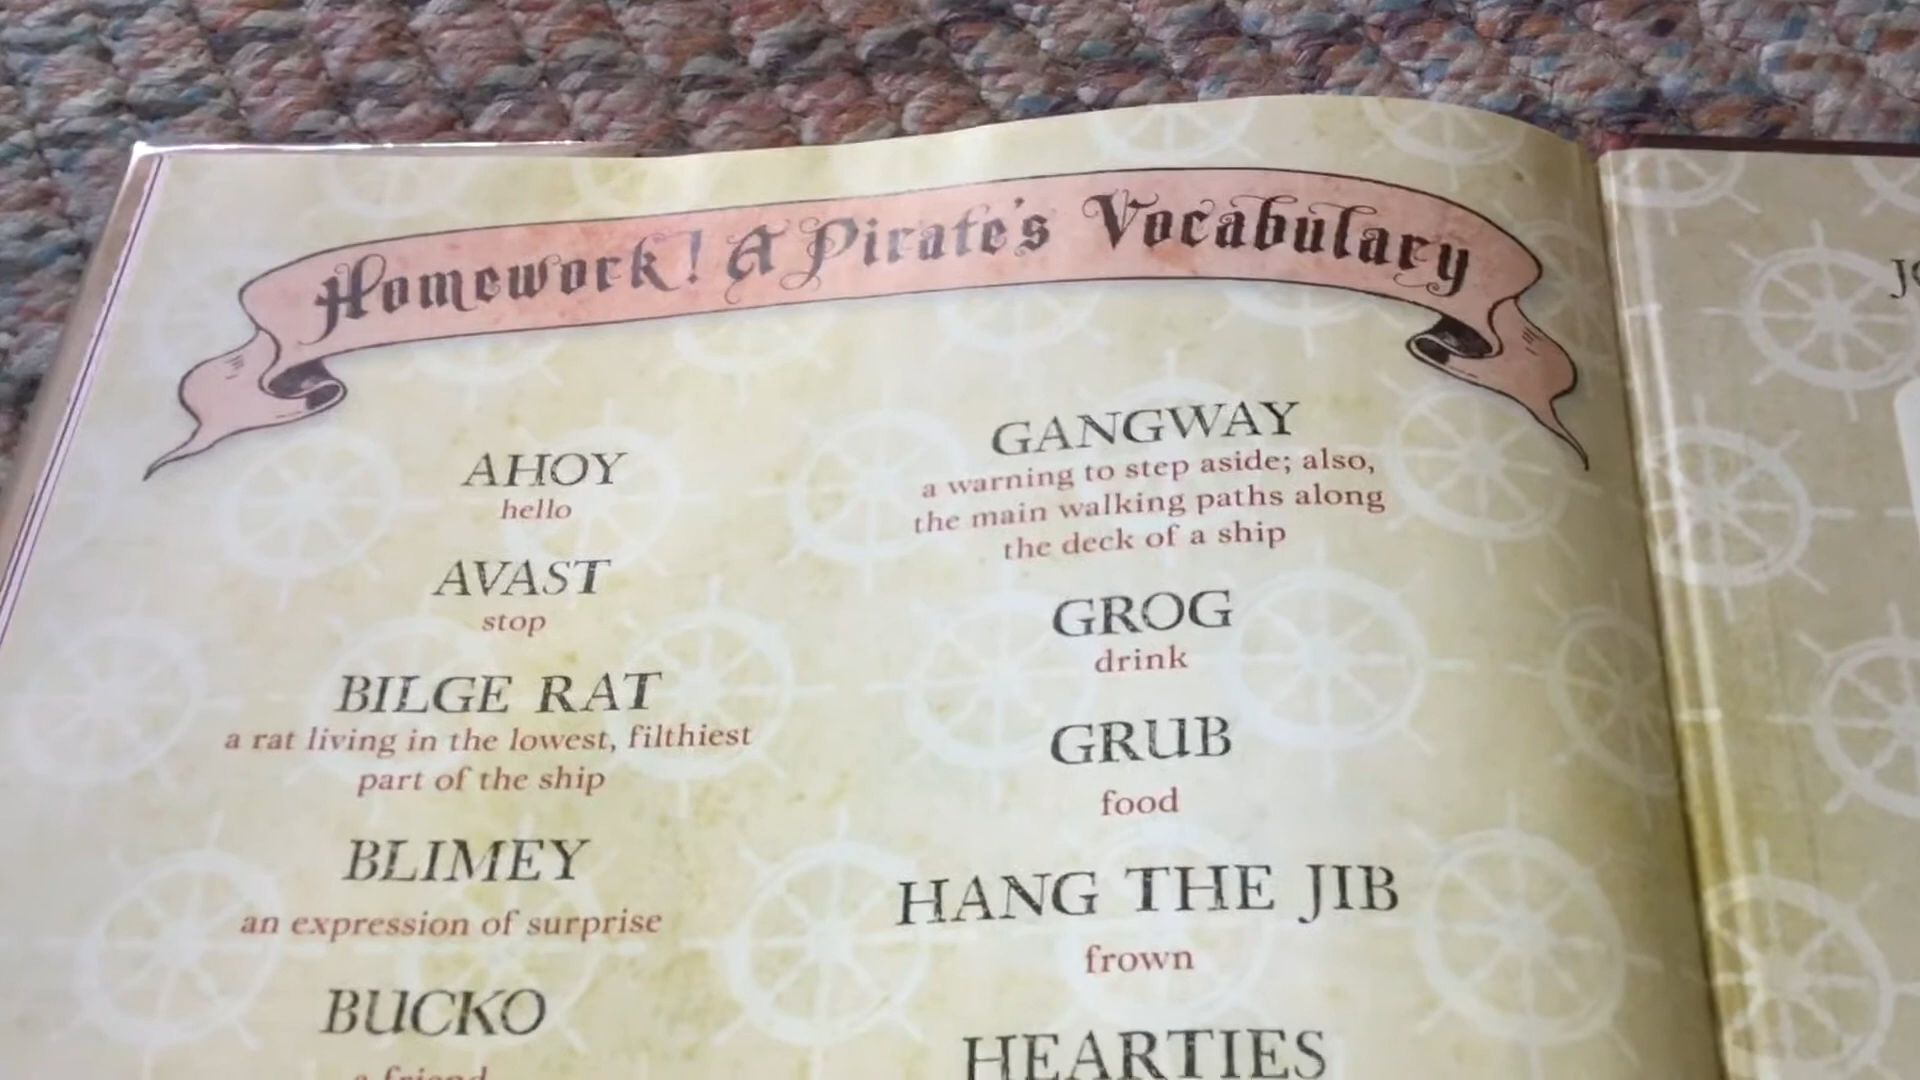 Homework! A Pirate's Vocabulary
AHOY
hello
AVAST
stop
BILGE RAT
a rat living in the lowest, filthiest
part of the ship
BLIMEY
an expression of surprise
BUCKO
a friend
GANGWAY
a warning to step aside; also,
the main walking paths along
the deck of a ship
GROG
drink
GRUB
food
HANG THE JIB
frown
HEARTIES